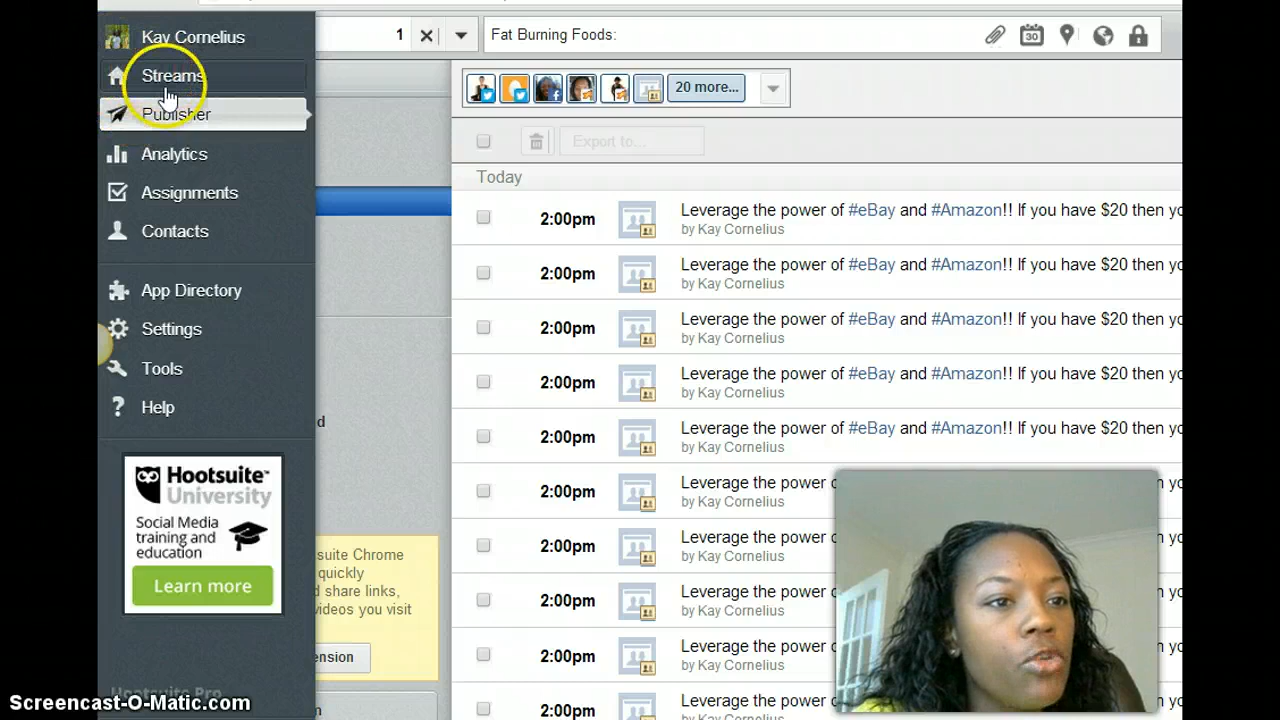 Kay Cornelius
Streams
Publisher
Analytics
Assignments
Contacts
App Directory
Settings
Tools
Help
Hootsuite™
University
Social Media
training and
education
Learn more
Hootsuite Pro
Screencast-O-Matic.com
d
suite Chrome
quickly
d share links,
videos you visit
ension
m
1
Fat Burning Foods:
30
20 more...
Export to...
Today
2:00pm
Leverage the power of #eBay and #Amazon!! If you have $20 then yo
by Kay Cornelius
2:00pm
Leverage the power of #eBay and #Amazon!! If you have $20 then yo
by Kay Cornelius
2:00pm
Leverage the power of #eBay and #Amazon!! If you have $20 then yo
by Kay Cornelius
2:00pm
Leverage the power of #eBay and #Amazon!! If you have $20 then yo
by Kay Cornelius
2:00pm
Leverage the power of #eBay and #Amazon!! If you have $20 then yo
by Kay Cornelius
2:00pm
Leverage the power
by Kay Cornelius
2:00pm
Leverage the power
by Kay Cornelius
2:00pm
Leverage the power
by Kay Cornelius
2:00pm
Leverage the power
by Kay Cornelius
2:00pm
Leverage the power